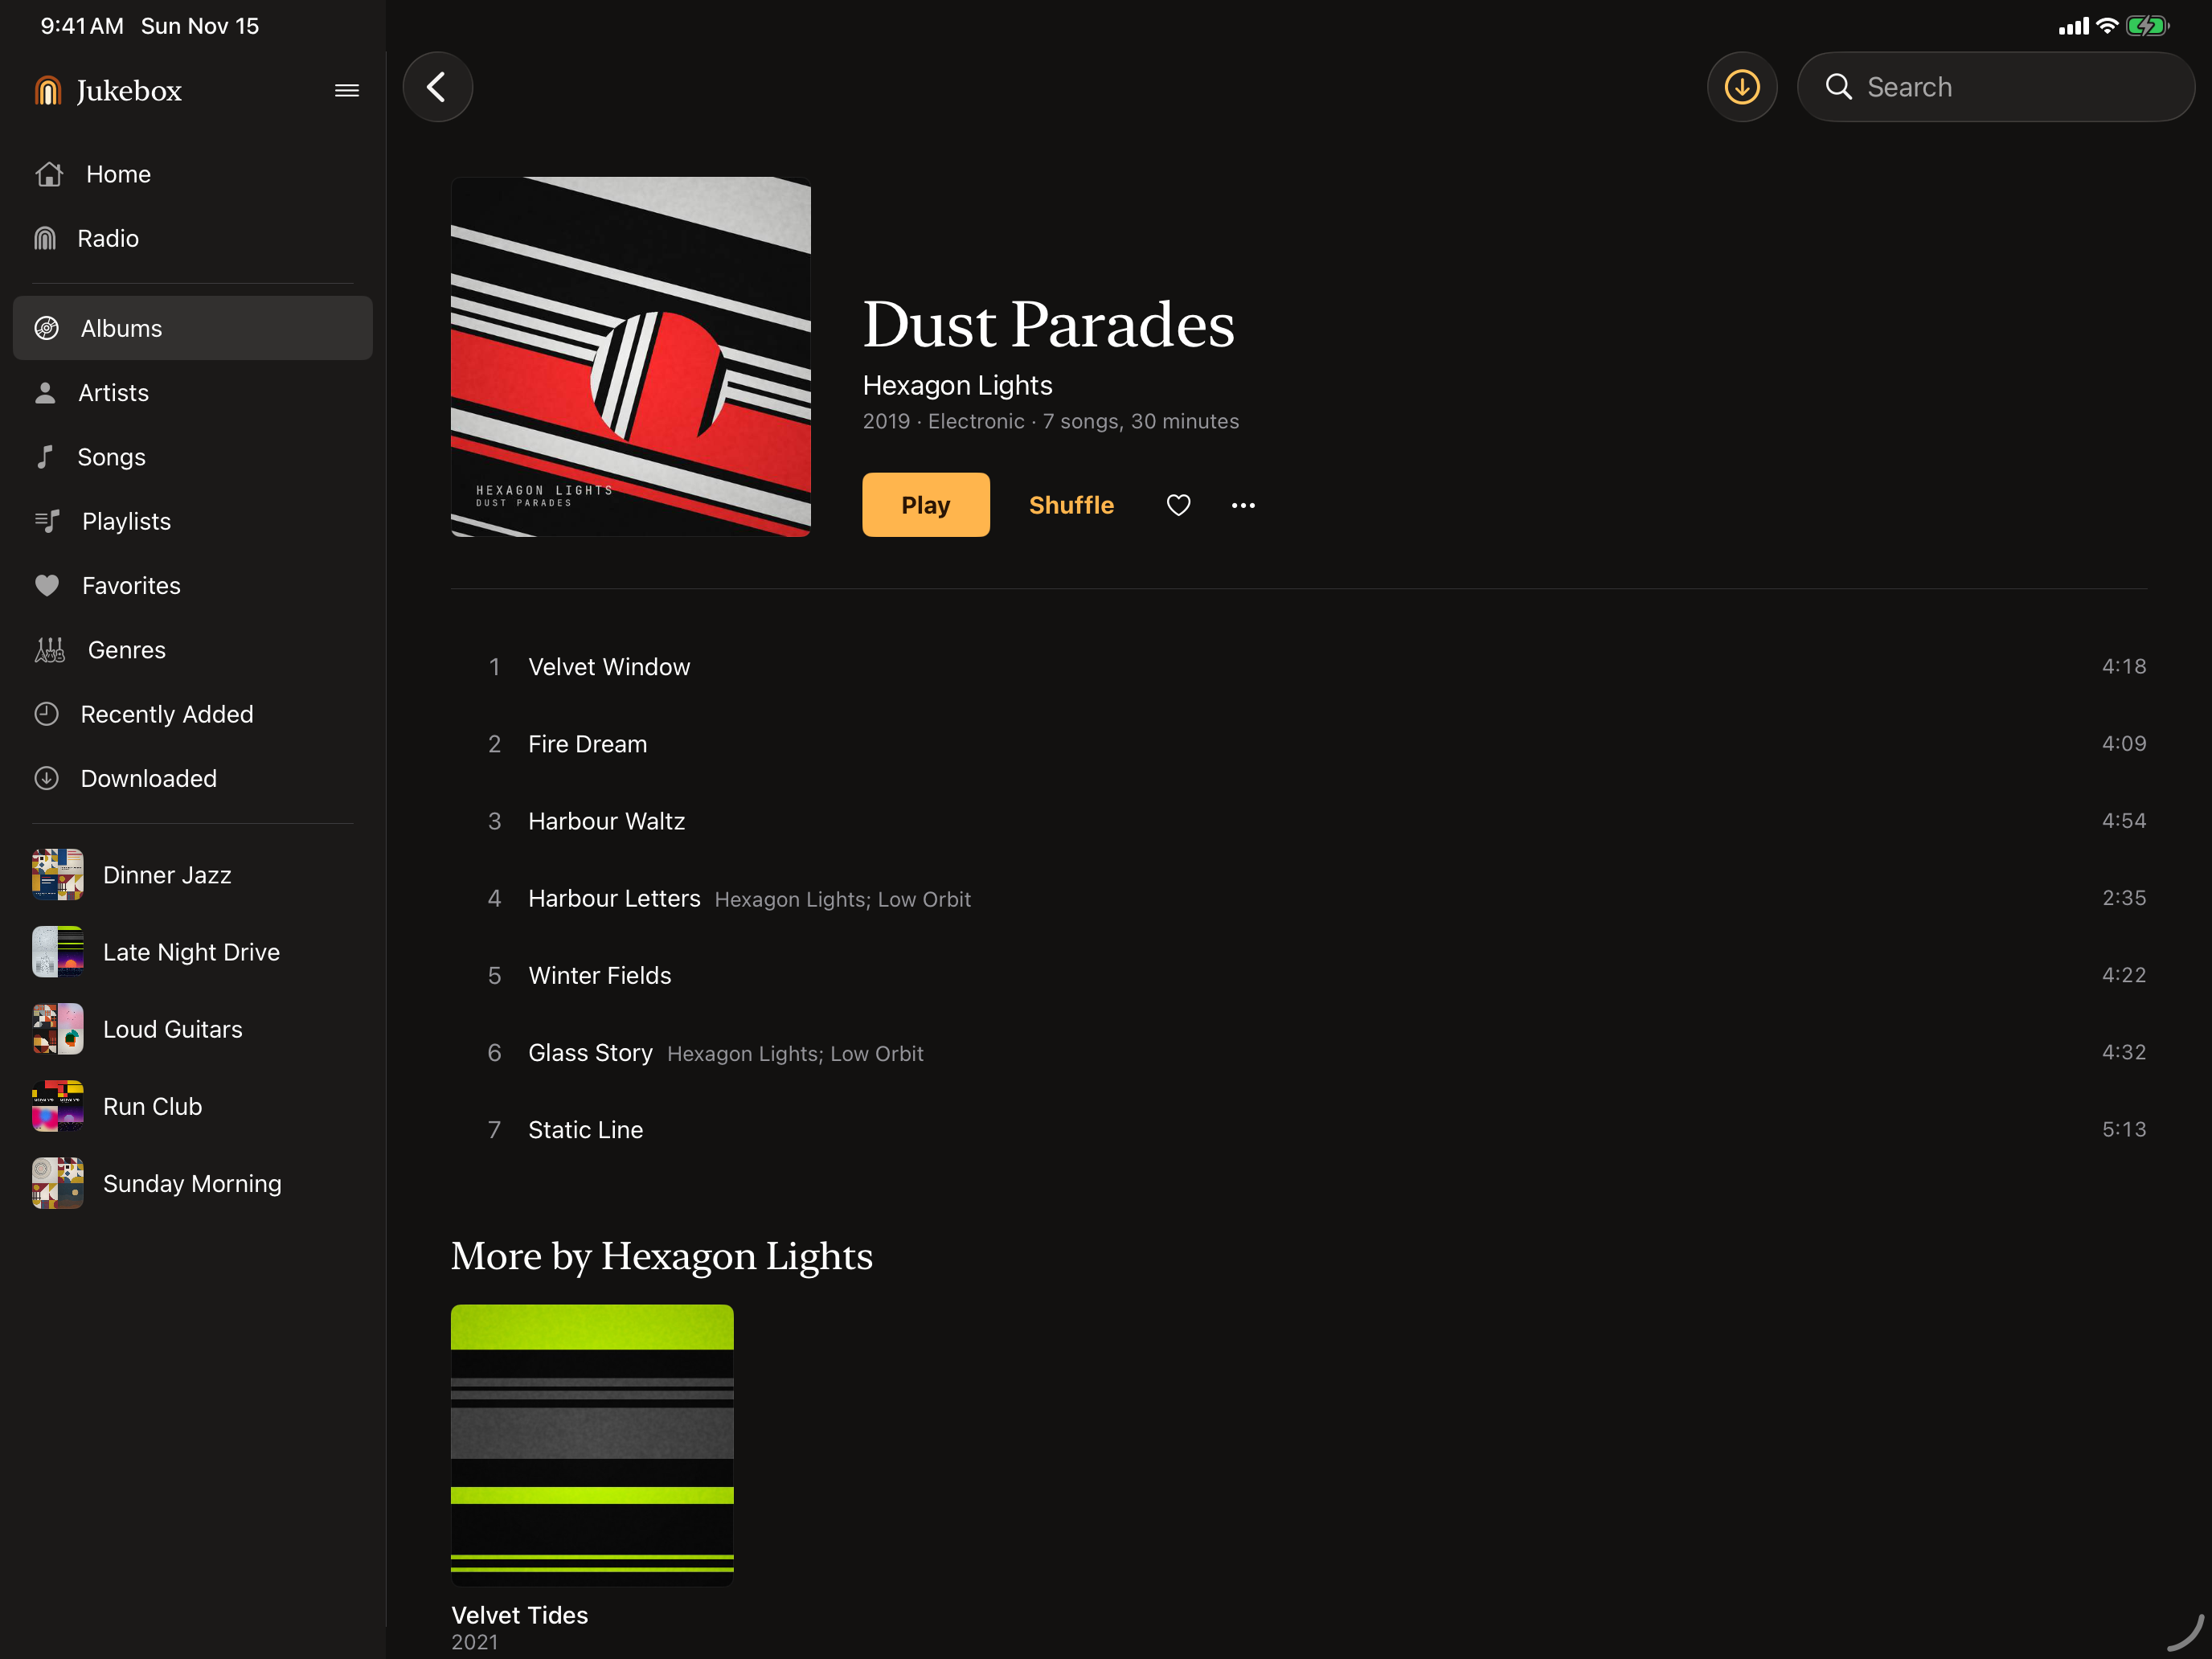 9:41 AM Sun Nov 15
Jukebox
Home
Radio
Albums
Artists
Songs
Playlists
Favorites
Genres
Recently Added
Downloaded
Dinner Jazz
Late Night Drive
Loud Guitars
Run Club
Sunday Morning
Search
HEXAGON LIGHTS
DUST PARADES
Dust Parades
Hexagon Lights
2019 · Electronic · 7 songs, 30 minutes
Play Shuffle
1 Velvet Window 4:18
2 Fire Dream 4:09
3 Harbour Waltz 4:54
4 Harbour Letters Hexagon Lights; Low Orbit 2:35
5 Winter Fields 4:22
6 Glass Story Hexagon Lights; Low Orbit 4:32
7 Static Line 5:13
More by Hexagon Lights
Velvet Tides
2021